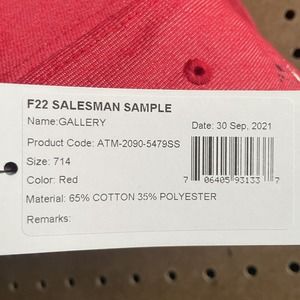 F22 SALESMAN SAMPLE
Name:GALLERY
Date: 30 Sep, 2021
Product Code: ATM-2090-5479SS
Size: 714
Color: Red
7 06405 93133 7
Material: 65% COTTON 35% POLYESTER
Remarks: